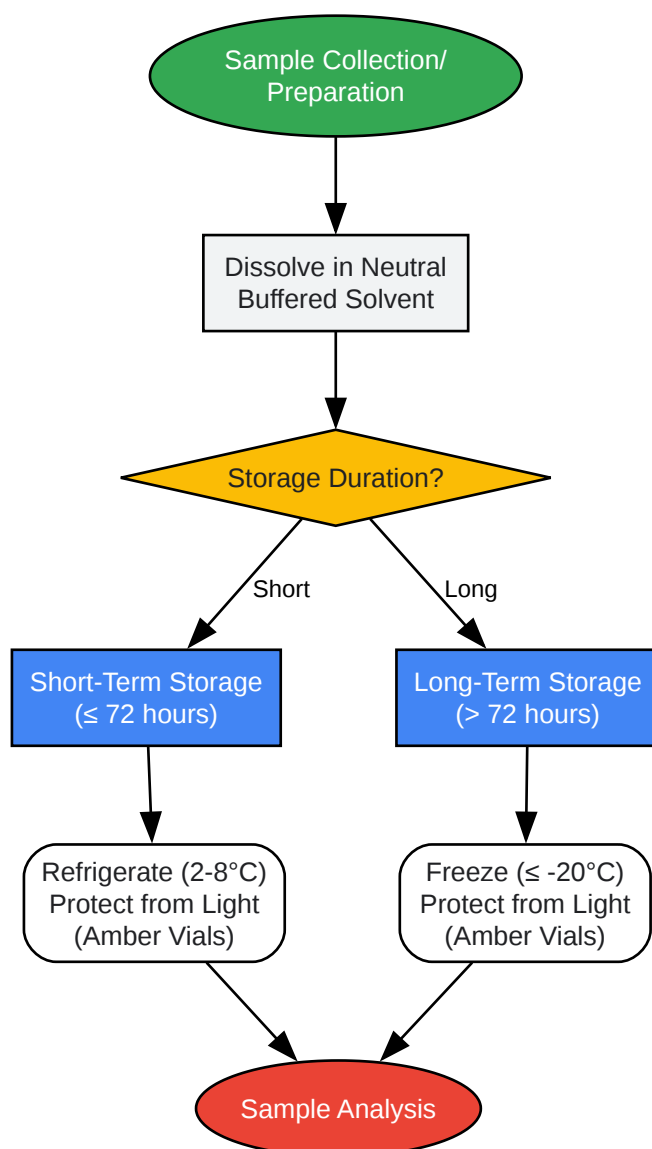 Sample Collection/
Preparation
Dissolve in Neutral
Buffered Solvent
Storage Duration?
Short
Long
Short-Term Storage
(≤ 72 hours)
Long-Term Storage
(> 72 hours)
Refrigerate (2-8°C)
Protect from Light
(Amber Vials)
Freeze (≤ -20°C)
Protect from Light
(Amber Vials)
Sample Analysis